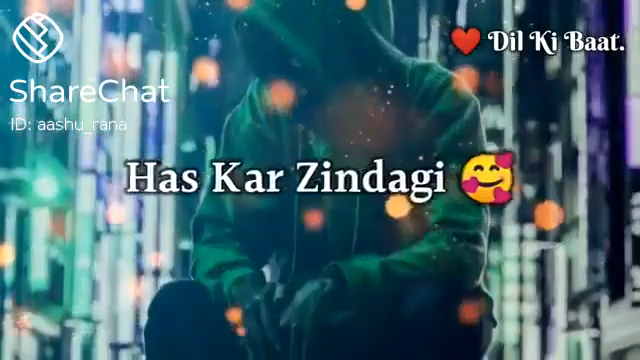 ❤️ Dil Ki Baat.
ShareChat
ID: aashu_rana
Has Kar Zindagi 🥰